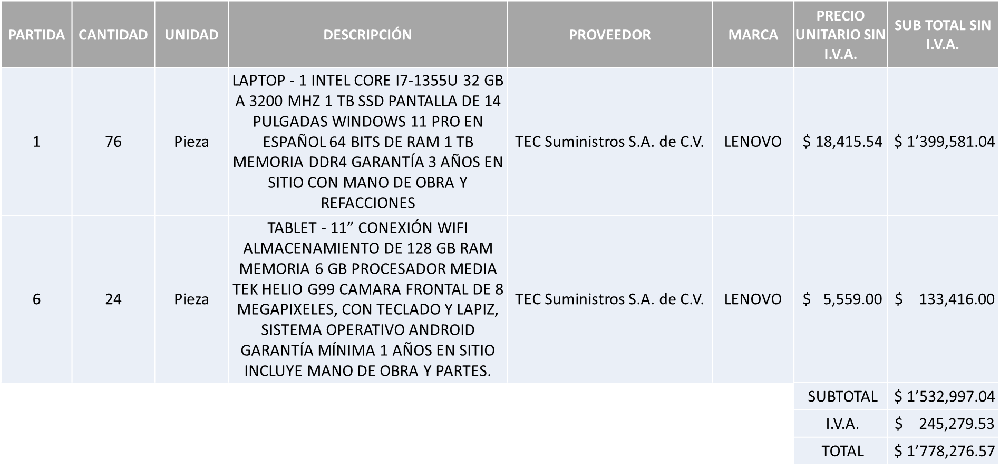 PARTIDA CANTIDAD UNIDAD DESCRIPCIÓN PROVEEDOR MARCA PRECIO UNITARIO SIN I.V.A. SUB TOTAL SIN I.V.A.
LAPTOP - 1 INTEL CORE I7-1355U 32 GB
A 3200 MHZ 1 TB SSD PANTALLA DE 14
PULGADAS WINDOWS 11 PRO EN
1 76 Pieza ESPAÑOL 64 BITS DE RAM 1 TB TEC Suministros S.A. de C.V. LENOVO $ 18,415.54 $ 1’399,581.04
MEMORIA DDR4 GARANTÍA 3 AÑOS EN
SITIO CON MANO DE OBRA Y
REFACCIONES
TABLET - 11” CONEXIÓN WIFI
ALMACENAMIENTO DE 128 GB RAM
MEMORIA 6 GB PROCESADOR MEDIA
6 24 Pieza TEK HELIO G99 CAMARA FRONTAL DE 8 TEC Suministros S.A. de C.V. LENOVO $ 5,559.00 $ 133,416.00
MEGAPIXELES, CON TECLADO Y LAPIZ,
SISTEMA OPERATIVO ANDROID
GARANTÍA MÍNIMA 1 AÑOS EN SITIO
INCLUYE MANO DE OBRA Y PARTES.
SUBTOTAL $ 1’532,997.04
I.V.A. $ 245,279.53
TOTAL $ 1’778,276.57